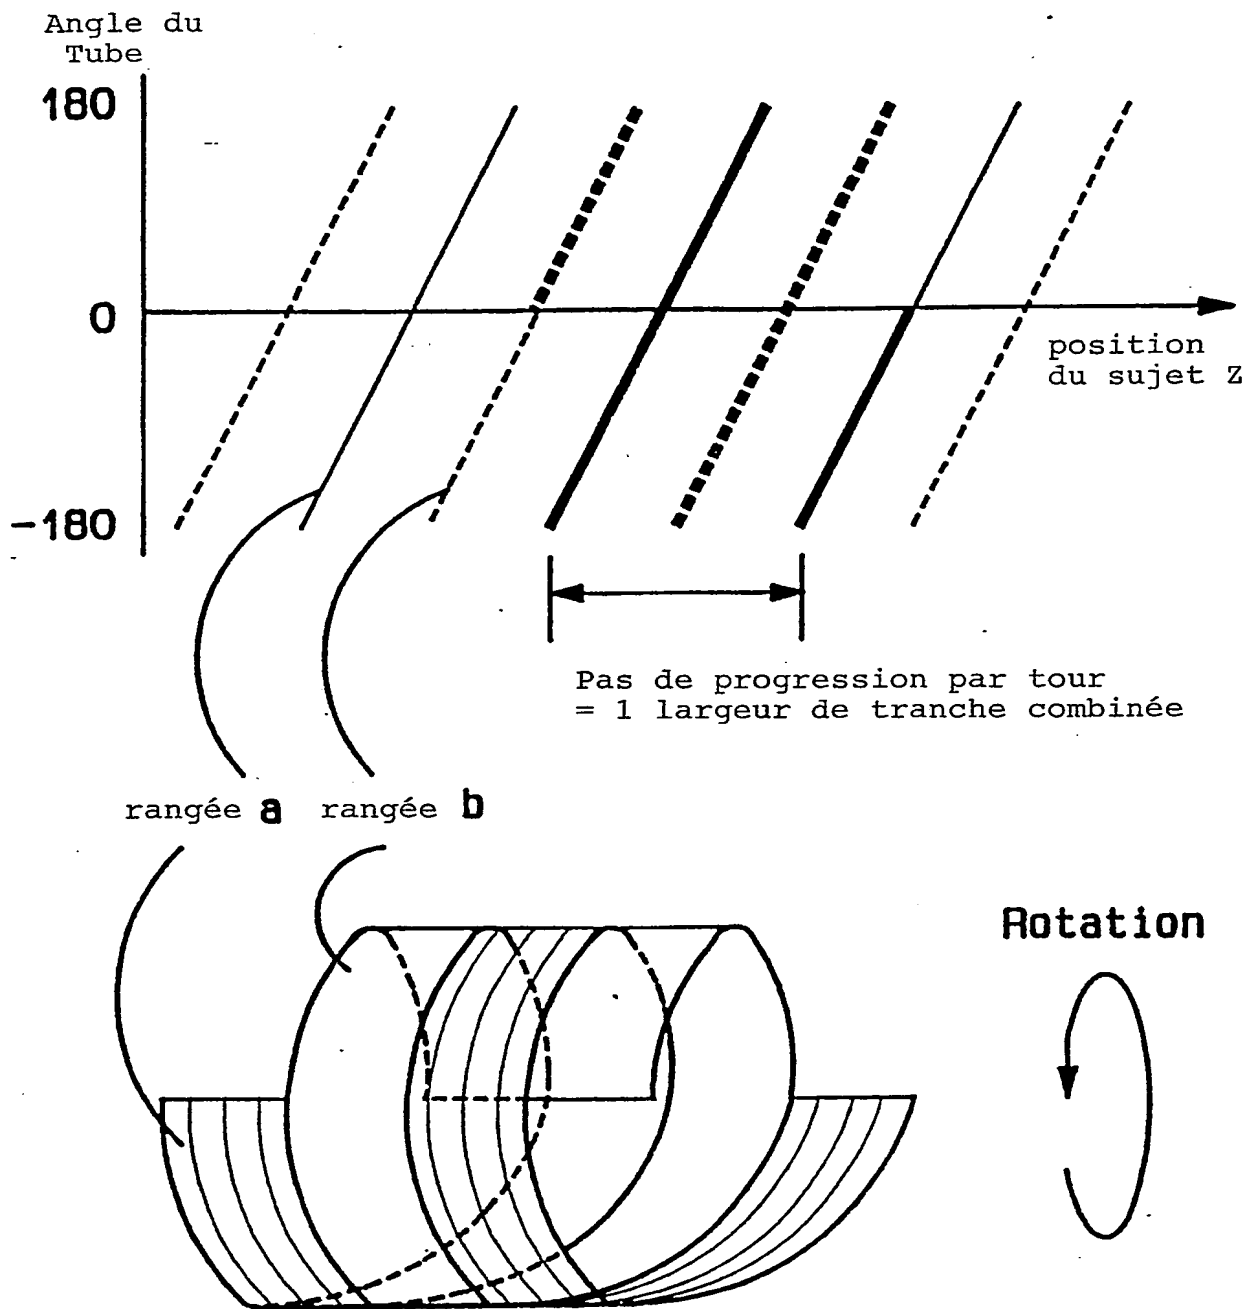 Angle du
Tube
180
0
-180
position
du sujet Z
Pas de progression par tour
= 1 largeur de tranche combinée
rangée a rangée b
Rotation